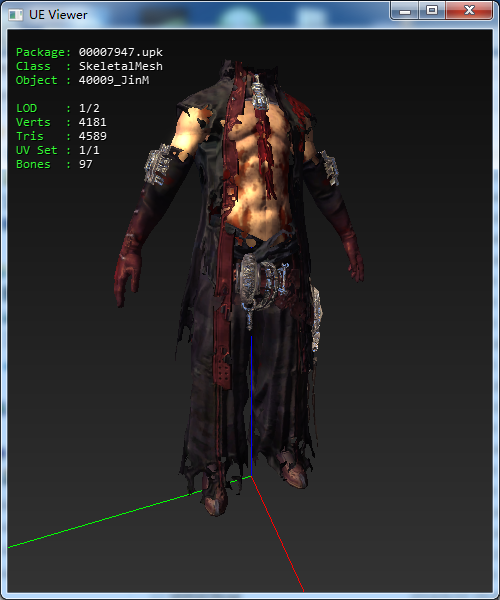 UE Viewer
Package: 00007947.upk
Class : SkeletalMesh
Object : 40009_JinM
LOD : 1/2
Verts : 4181
Tris : 4589
UV Set : 1/1
Bones : 97